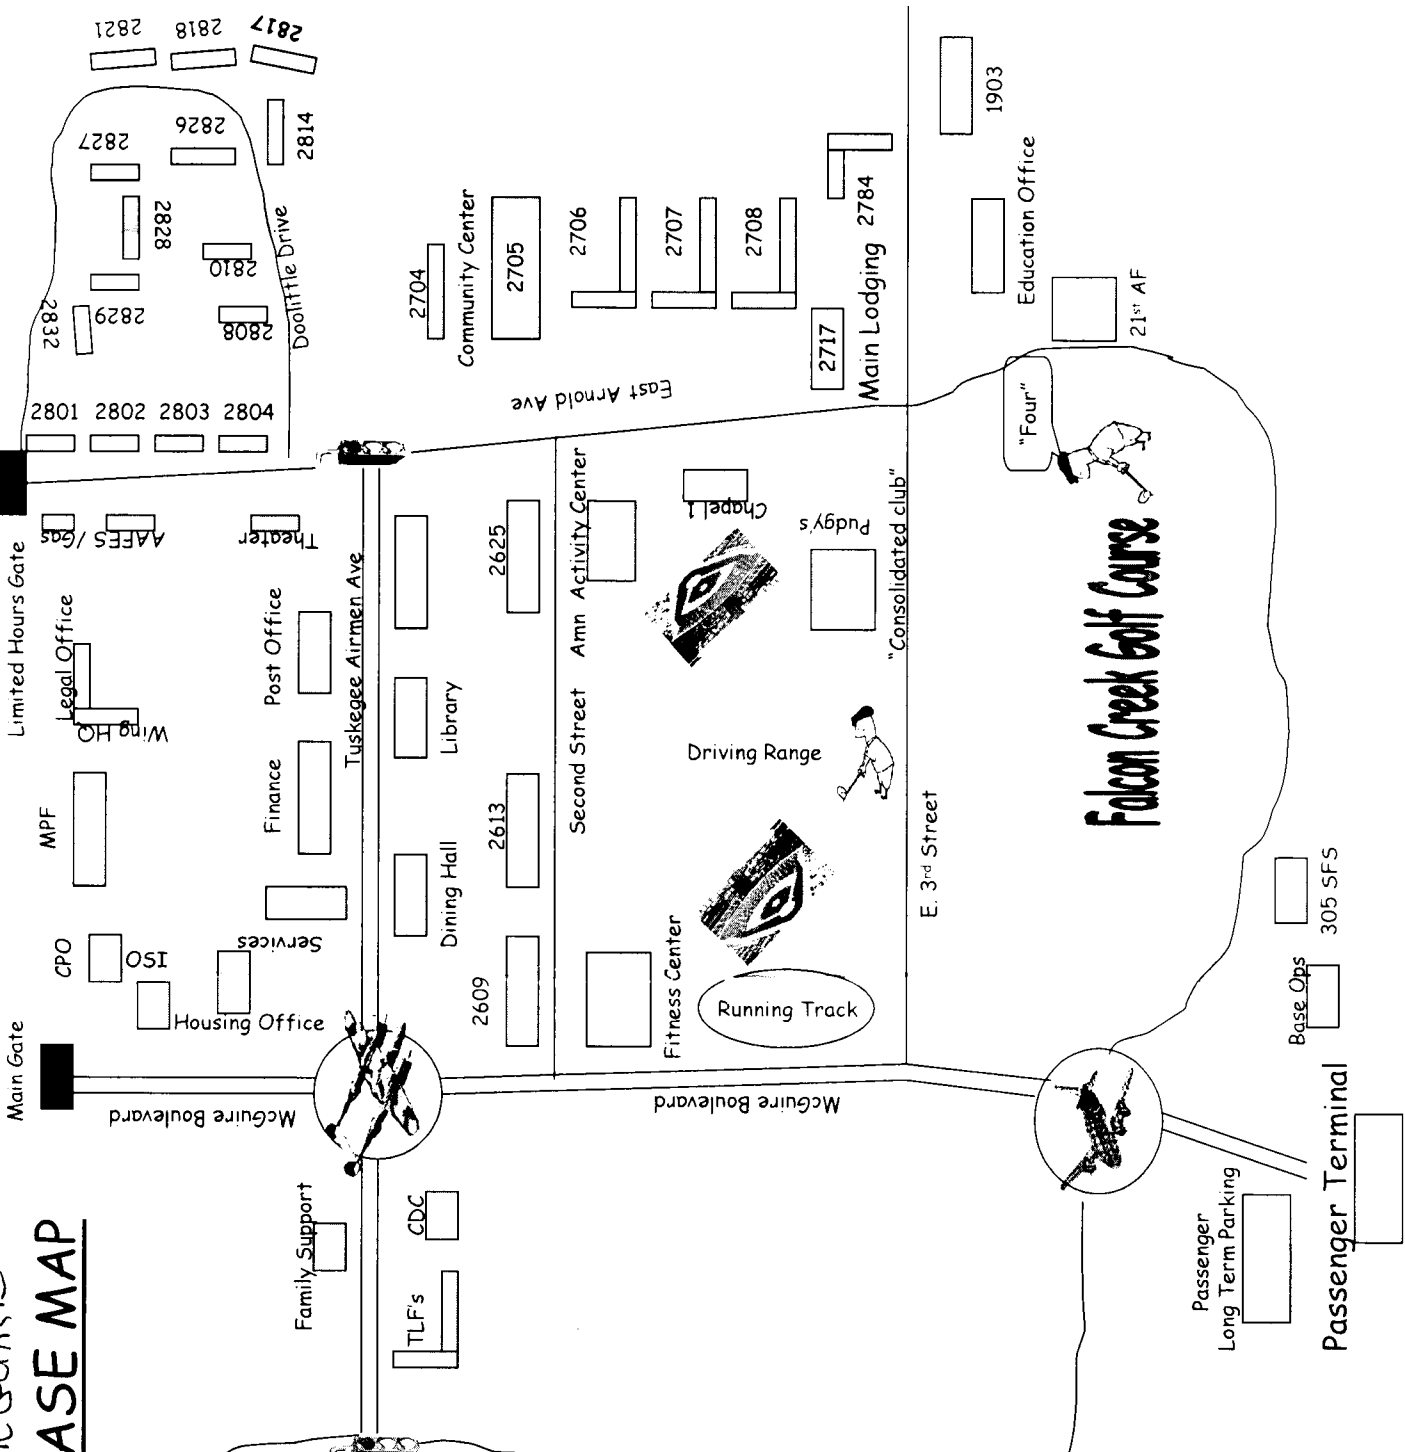 BASE MAP
Main Gate
Limited Hours Gate
CPO
OSI
MPF
Legal Office
Wing HQ
AAFES / Gas
Theater
Housing Office
Services
Finance
Post Office
McGuire Boulevard
Tuskegee Airmen Ave
Family Support
CDC
TLF's
Dining Hall
Library
2609
2613
2625
Second Street
Amn Activity Center
Fitness Center
Running Track
Driving Range
Chapel 1
Pudgy's
"Consolidated club"
McGuire Boulevard
E. 3rd Street
East Arnold Ave
Doolittle Drive
2801
2802
2803
2804
2832
2829
2828
2827
2826
2821
2818
2817
2814
2810
2808
2704
Community Center
2705
2706
2707
2708
2717
Main Lodging 2784
1903
Education Office
21st AF
"Four"
Falcon Creek Golf Course
305 SFS
Base Ops
Passenger Terminal
Passenger
Long Term Parking